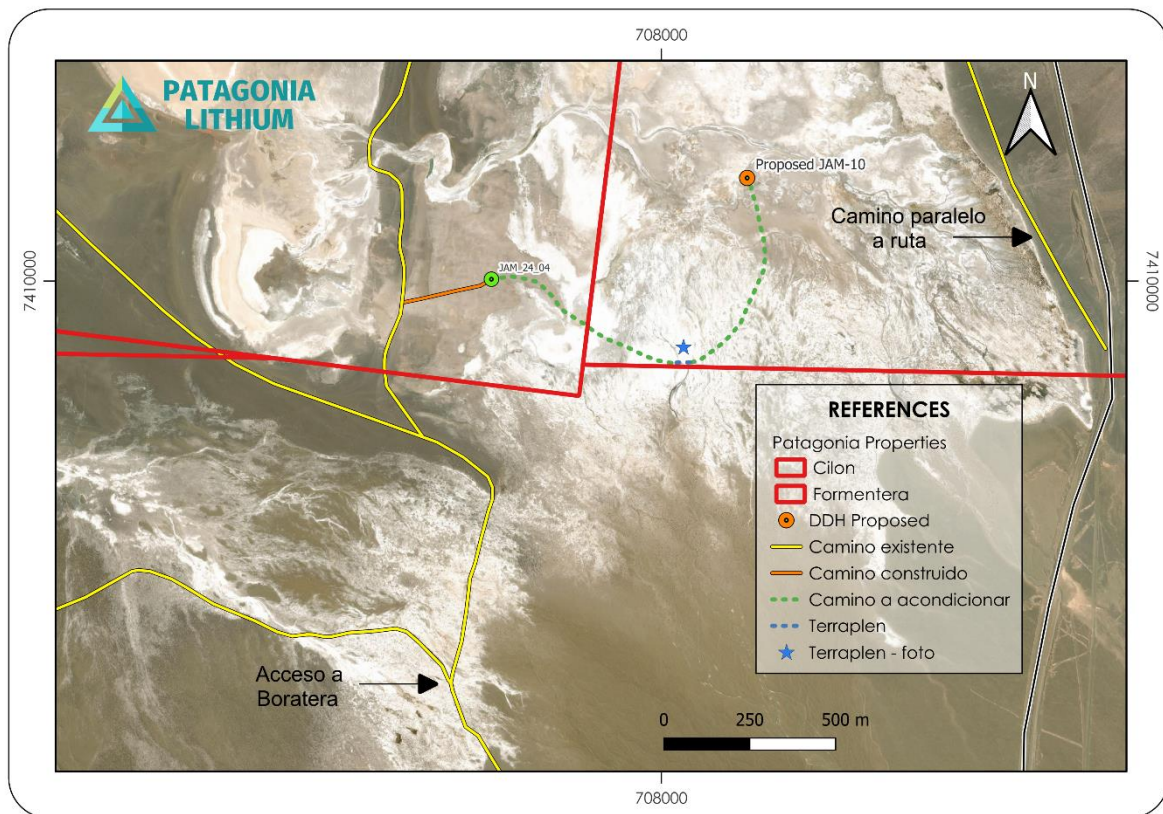 708000
PATAGONIA
LITHIUM
N
Proposed JAM-10
Camino paralelo
a ruta
JAM_24_04
7410000
7410000
REFERENCES
Patagonia Properties
Cilon
Formentera
DDH Proposed
Camino existente
Camino construido
Camino a acondicionar
Terraplen
Terraplen - foto
Acceso a
Boratera
0 250 500 m
708000